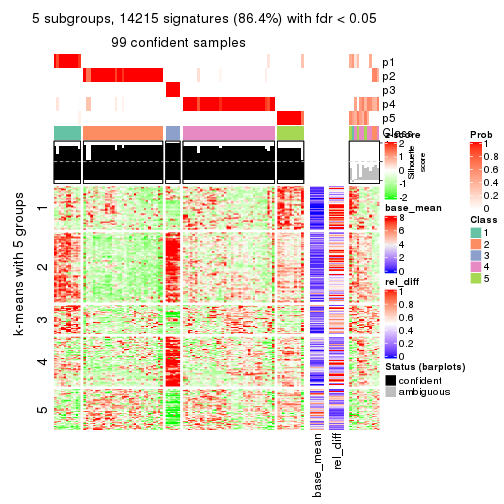 5 subgroups, 14215 signatures (86.4%) with fdr < 0.05
99 confident samples
p1
p2
p3
p4
p5
Class
Silhouette
score
k-means with 5 groups
1
2
3
4
5
base_mean
rel_diff
z-score
2
1
0
-1
-2
base_mean
8
6
4
2
0
rel_diff
1
0.8
0.6
0.4
0.2
0
Status (barplots)
confident
ambiguous
Prob
1
0.8
0.6
0.4
0.2
0
Class
1
2
3
4
5